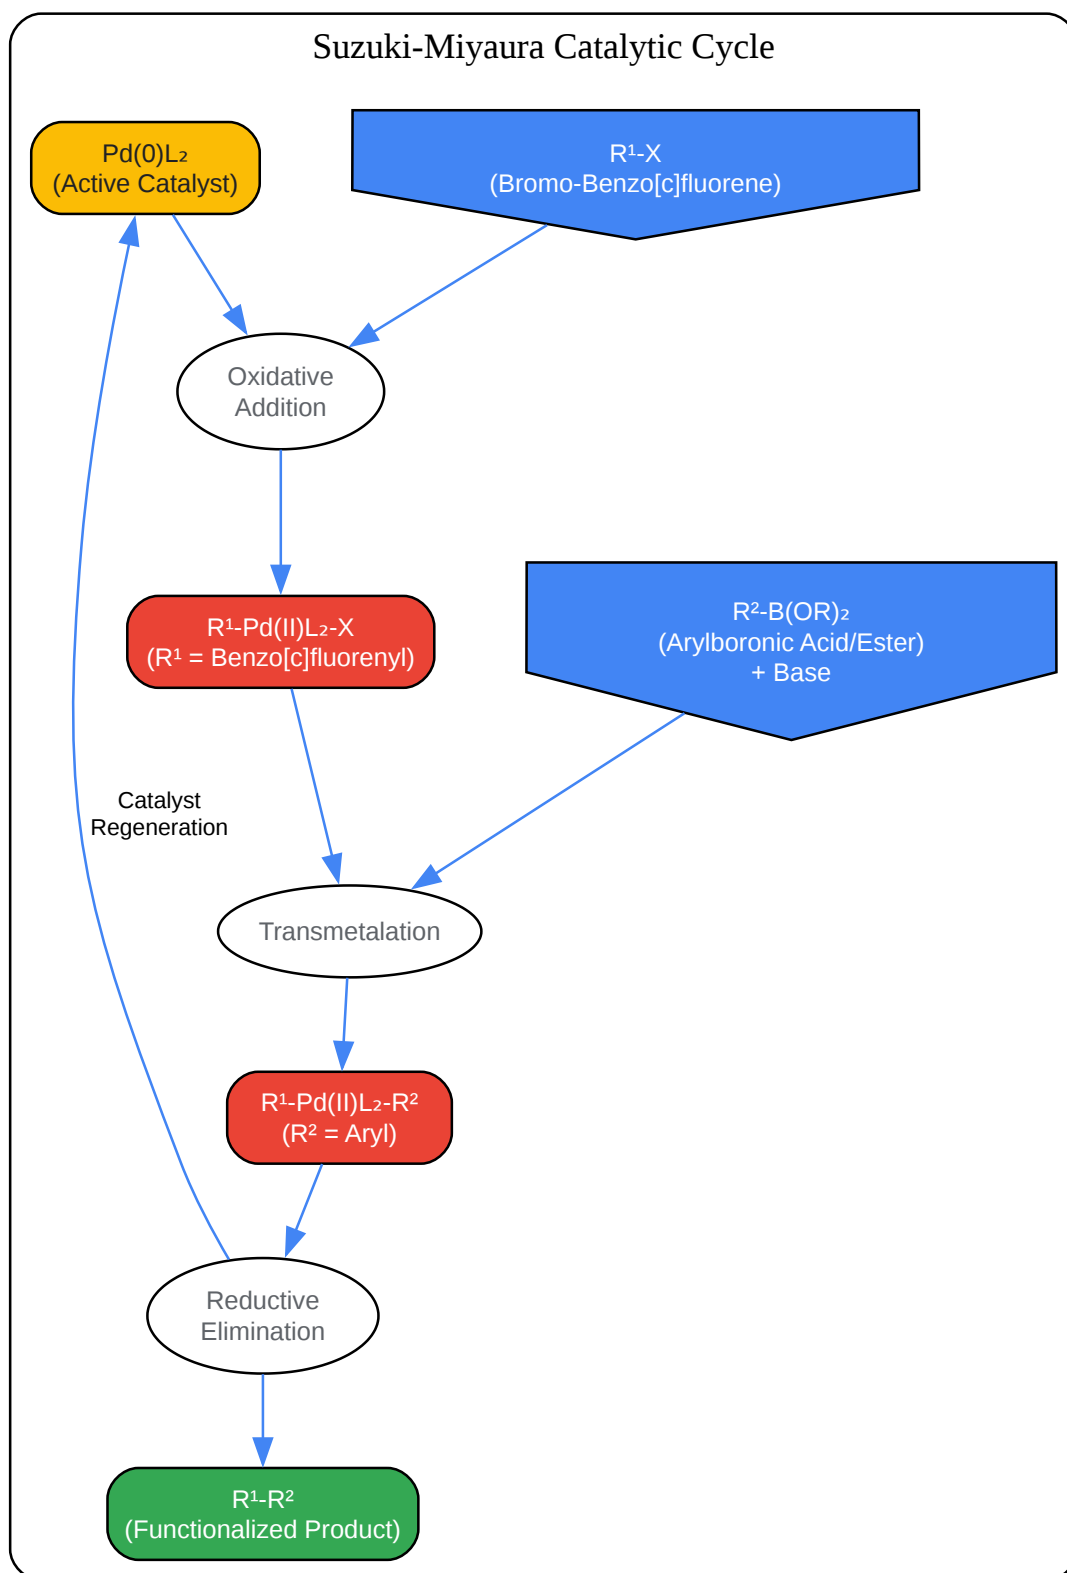 Suzuki-Miyaura Catalytic Cycle
Pd(0)L₂
(Active Catalyst)
R¹-X
(Bromo-Benzo[c]fluorene)
Oxidative
Addition
R¹-Pd(II)L₂-X
(R¹ = Benzo[c]fluorenyl)
R²-B(OR)₂
(Arylboronic Acid/Ester)
+ Base
Catalyst
Regeneration
Transmetalation
R¹-Pd(II)L₂-R²
(R² = Aryl)
Reductive
Elimination
R¹-R²
(Functionalized Product)